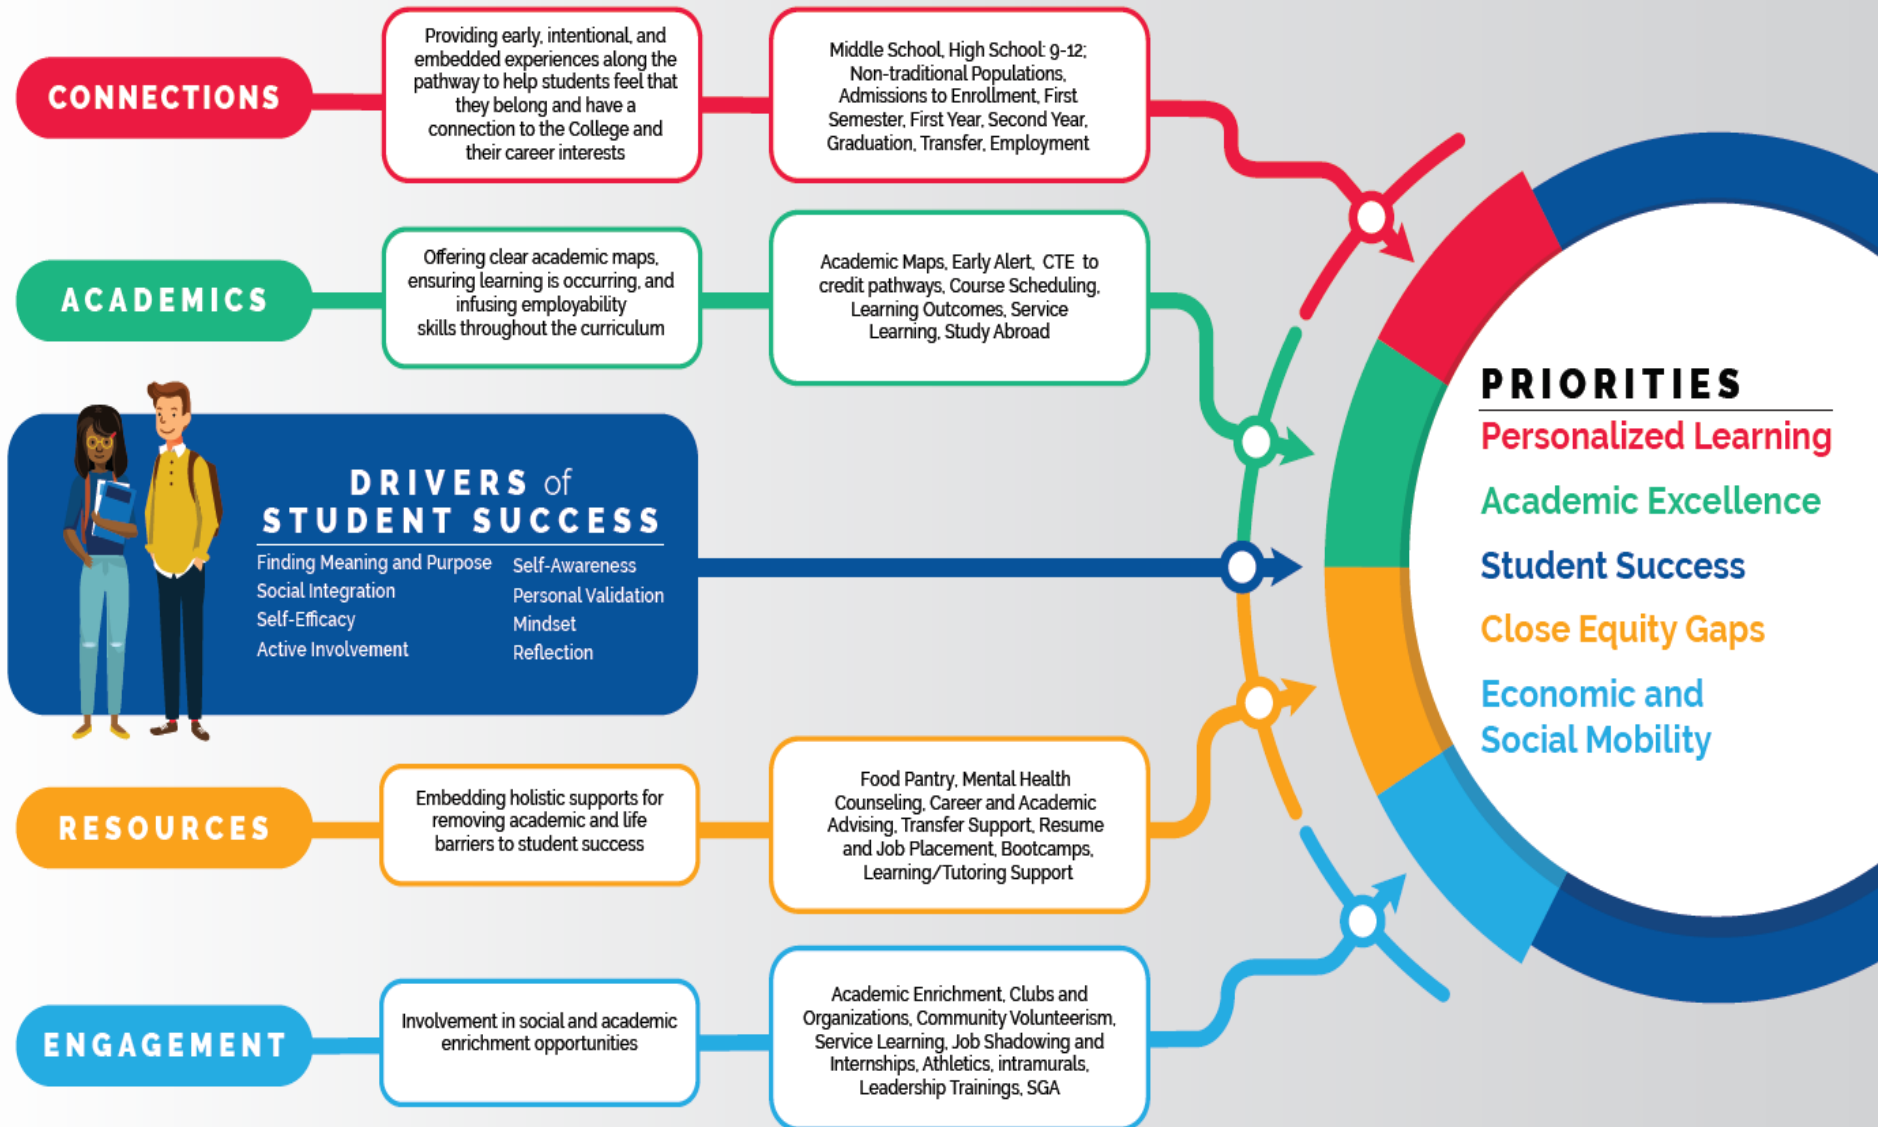 CONNECTIONS
Providing early, intentional, and
embedded experiences along the
pathway to help students feel that
they belong and have a
connection to the College and
their career interests
Middle School, High School: 9-12;
Non-traditional Populations,
Admissions to Enrollment, First
Semester, First Year, Second Year,
Graduation, Transfer, Employment
ACADEMICS
Offering clear academic maps,
ensuring learning is occurring, and
infusing employability
skills throughout the curriculum
Academic Maps, Early Alert, CTE to
credit pathways, Course Scheduling,
Learning Outcomes, Service
Learning, Study Abroad
DRIVERS of
STUDENT SUCCESS
Finding Meaning and Purpose
Social Integration
Self-Efficacy
Active Involvement
Self-Awareness
Personal Validation
Mindset
Reflection
RESOURCES
Embedding holistic supports for
removing academic and life
barriers to student success
Food Pantry, Mental Health
Counseling, Career and Academic
Advising, Transfer Support, Resume
and Job Placement, Bootcamps,
Learning/Tutoring Support
ENGAGEMENT
Involvement in social and academic
enrichment opportunities
Academic Enrichment, Clubs and
Organizations, Community Volunteerism,
Service Learning, Job Shadowing and
Internships, Athletics, intramurals,
Leadership Trainings, SGA
PRIORITIES
Personalized Learning
Academic Excellence
Student Success
Close Equity Gaps
Economic and
Social Mobility